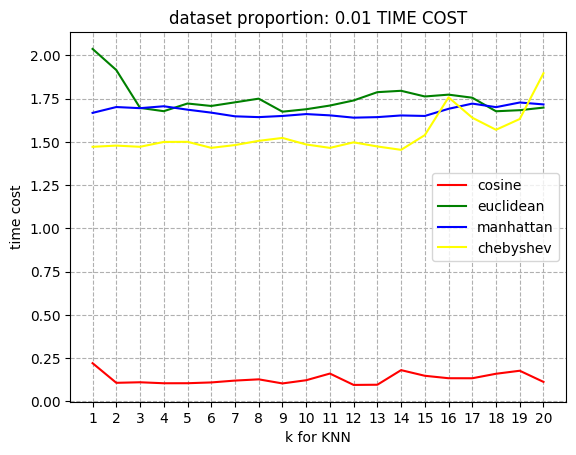 dataset proportion: 0.01 TIME COST
2.00
1.75
1.50
1.25
1.00
0.75
0.50
0.25
0.00
time cost
cosine
euclidean
manhattan
chebyshev
1 2 3 4 5 6 7 8 9 10 11 12 13 14 15 16 17 18 19 20
k for KNN